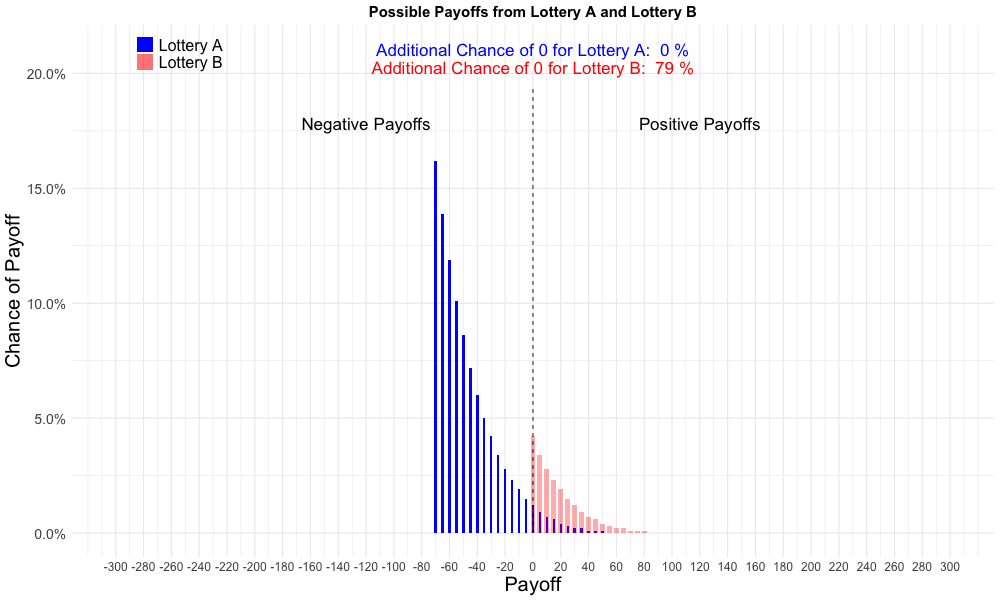 Possible Payoffs from Lottery A and Lottery B
Lottery A
Lottery B
Additional Chance of 0 for Lottery A:  0 %
Additional Chance of 0 for Lottery B:  79 %
Negative Payoffs
Positive Payoffs
Chance of Payoff
20.0%
15.0%
10.0%
5.0%
0.0%
-300 -280 -260 -240 -220 -200 -180 -160 -140 -120 -100 -80 -60 -40 -20 0 20 40 60 80 100 120 140 160 180 200 220 240 260 280 300
Payoff